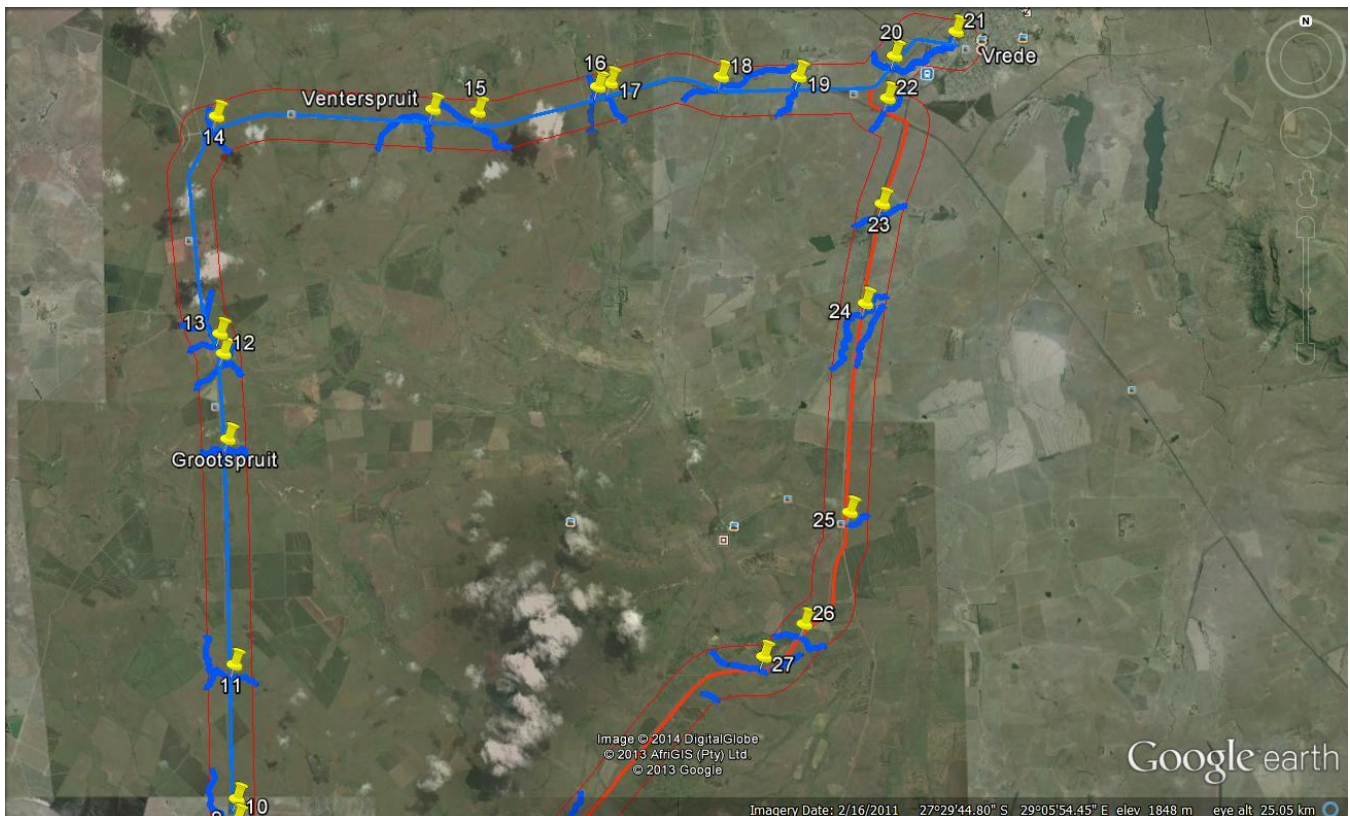 N
21
20
Vrede
16
18
Venterspruit
15
17
19
22
14
23
24
13
12
Grootspruit
25
26
27
11
10
Image © 2014 DigitalGlobe
© 2013 AfriGIS (Pty) Ltd.
© 2013 Google
Google earth
Imagery Date: 2/16/2011 27°29'44.80" S 29°05'54.45" E elev 1848 m eye alt 25.05 km